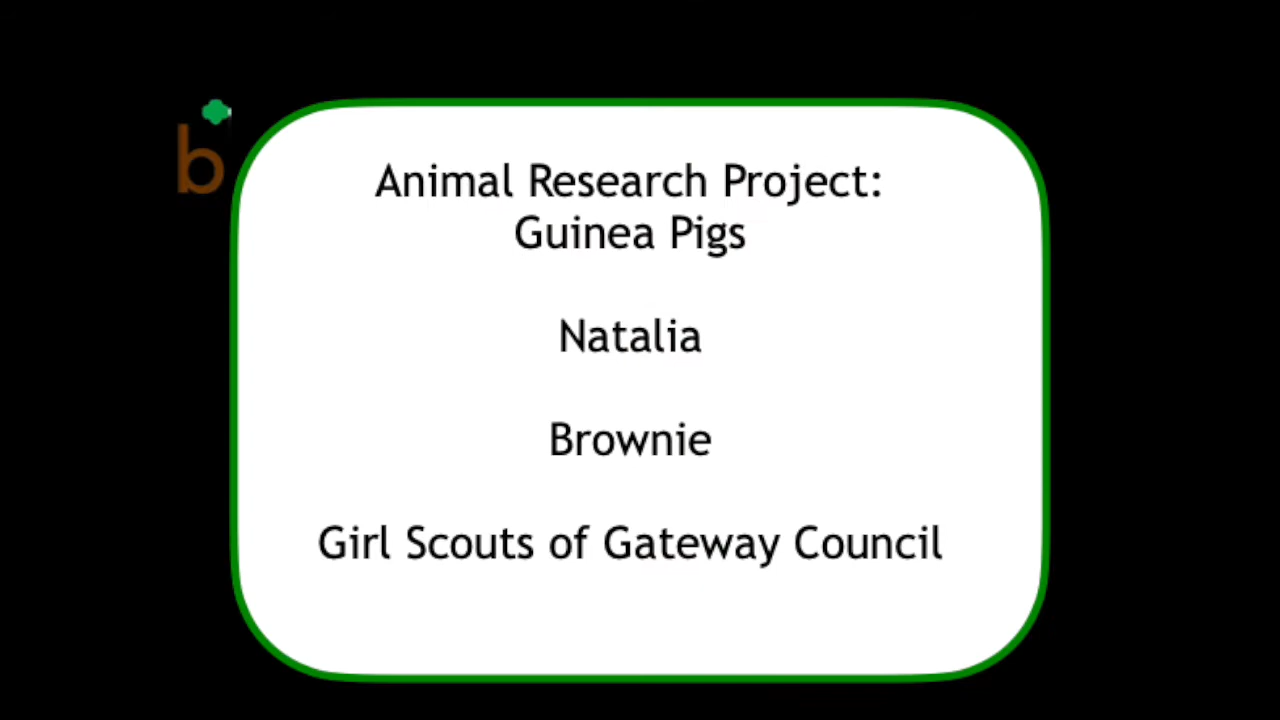 b
Animal Research Project:
Guinea Pigs
Natalia
Brownie
Girl Scouts of Gateway Council